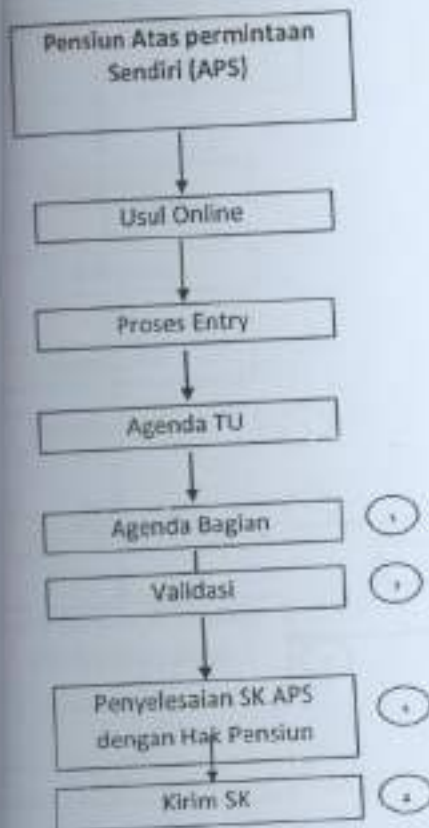 Pensiun Atas permintaan
Sendiri (APS)
Usul Online
Proses Entry
Agenda TU
Agenda Bagian
Validasi
Penyelesaian SK APS
dengan Hak Pensiun
Kirim SK